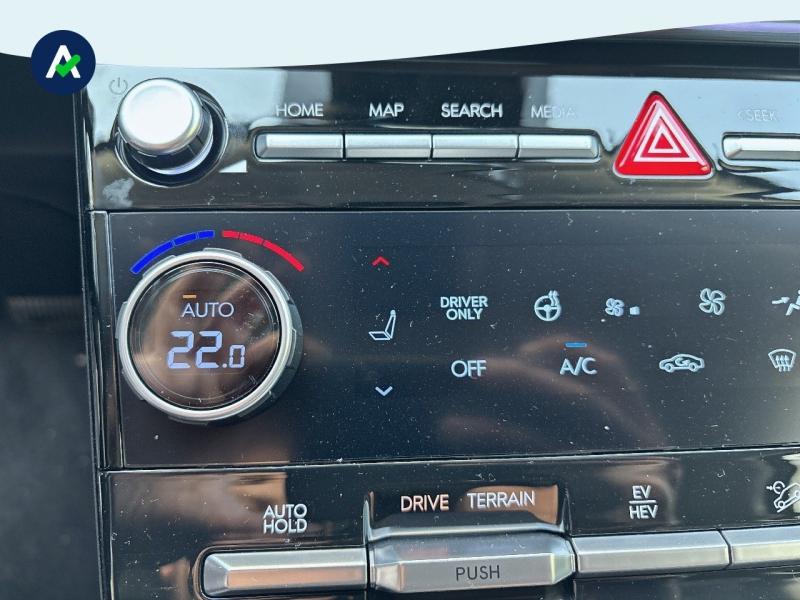 HOME MAP SEARCH MEDIA
<SEEK
AUTO
22.0
DRIVER
ONLY
OFF
A/C
AUTO
HOLD
DRIVE TERRAIN
PUSH
EV
HEV